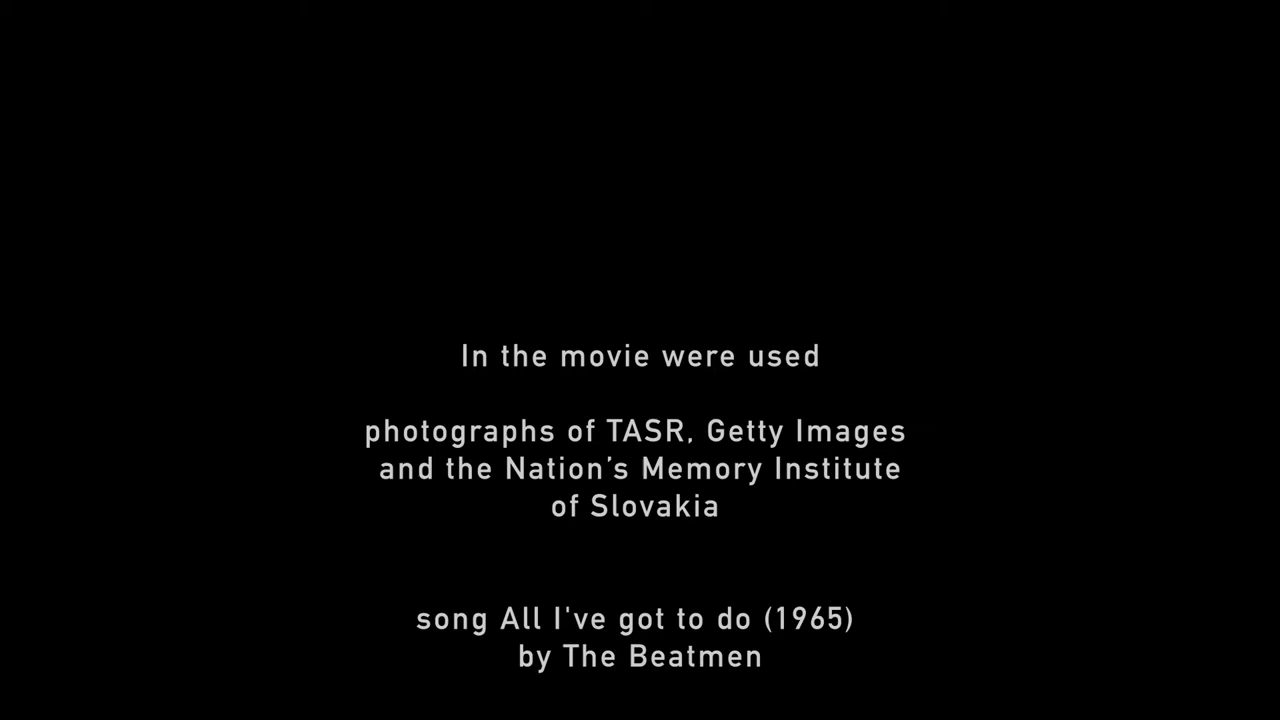 In the movie were used
photographs of TASR, Getty Images
and the Nation’s Memory Institute
of Slovakia
song All I've got to do (1965)
by The Beatmen